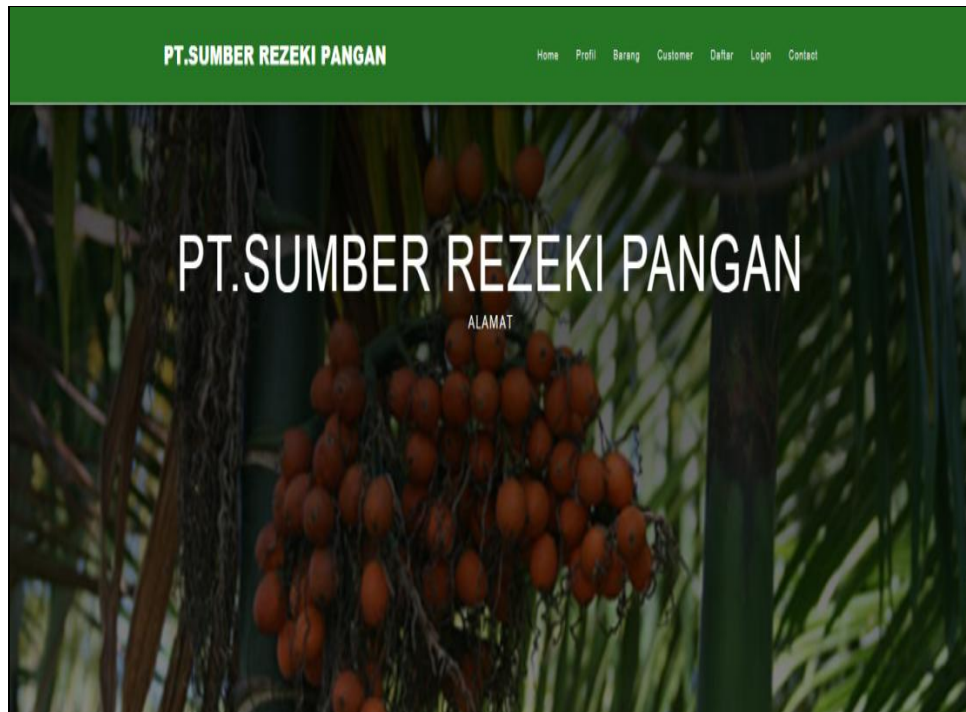 PT.SUMBER REZEKI PANGAN
Home Profil Barang Customer Daftar Login Contact
PT.SUMBER REZEKI PANGAN
ALAMAT